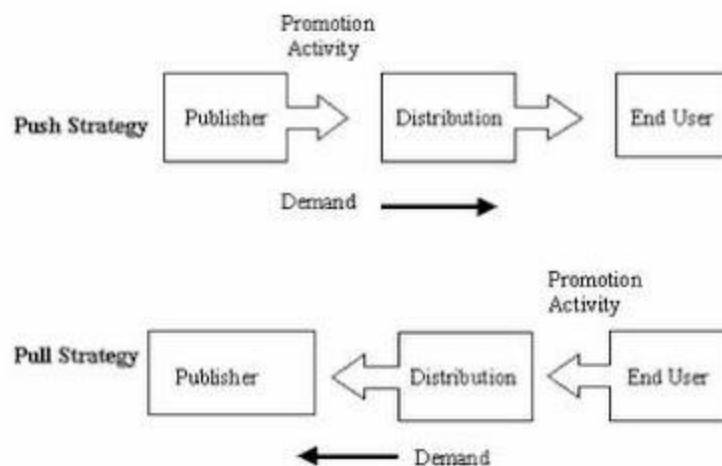 Promotion
Activity
Push Strategy
Publisher
Distribution
End User
Demand
Promotion
Activity
Pull Strategy
Publisher
Distribution
End User
Demand